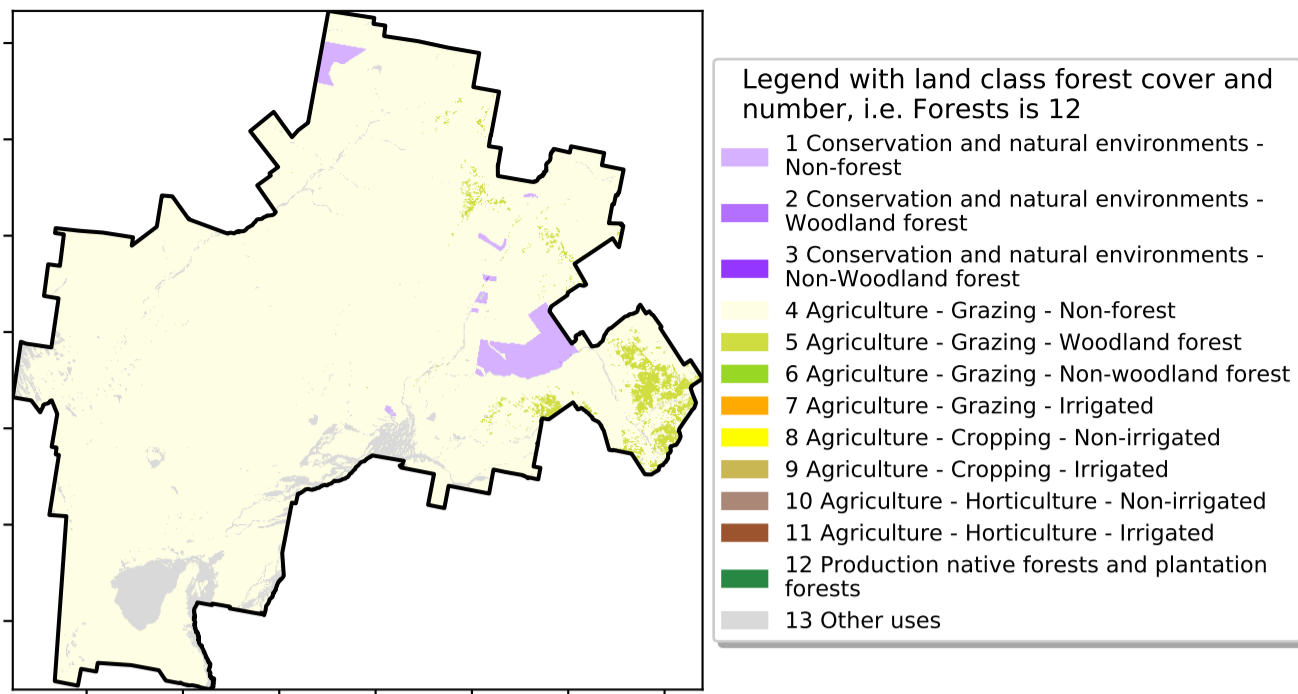 Legend with land class forest cover and
number, i.e. Forests is 12
1 Conservation and natural environments -
Non-forest
2 Conservation and natural environments -
Woodland forest
3 Conservation and natural environments -
Non-Woodland forest
4 Agriculture - Grazing - Non-forest
5 Agriculture - Grazing - Woodland forest
6 Agriculture - Grazing - Non-woodland forest
7 Agriculture - Grazing - Irrigated
8 Agriculture - Cropping - Non-irrigated
9 Agriculture - Cropping - Irrigated
10 Agriculture - Horticulture - Non-irrigated
11 Agriculture - Horticulture - Irrigated
12 Production native forests and plantation
forests
13 Other uses